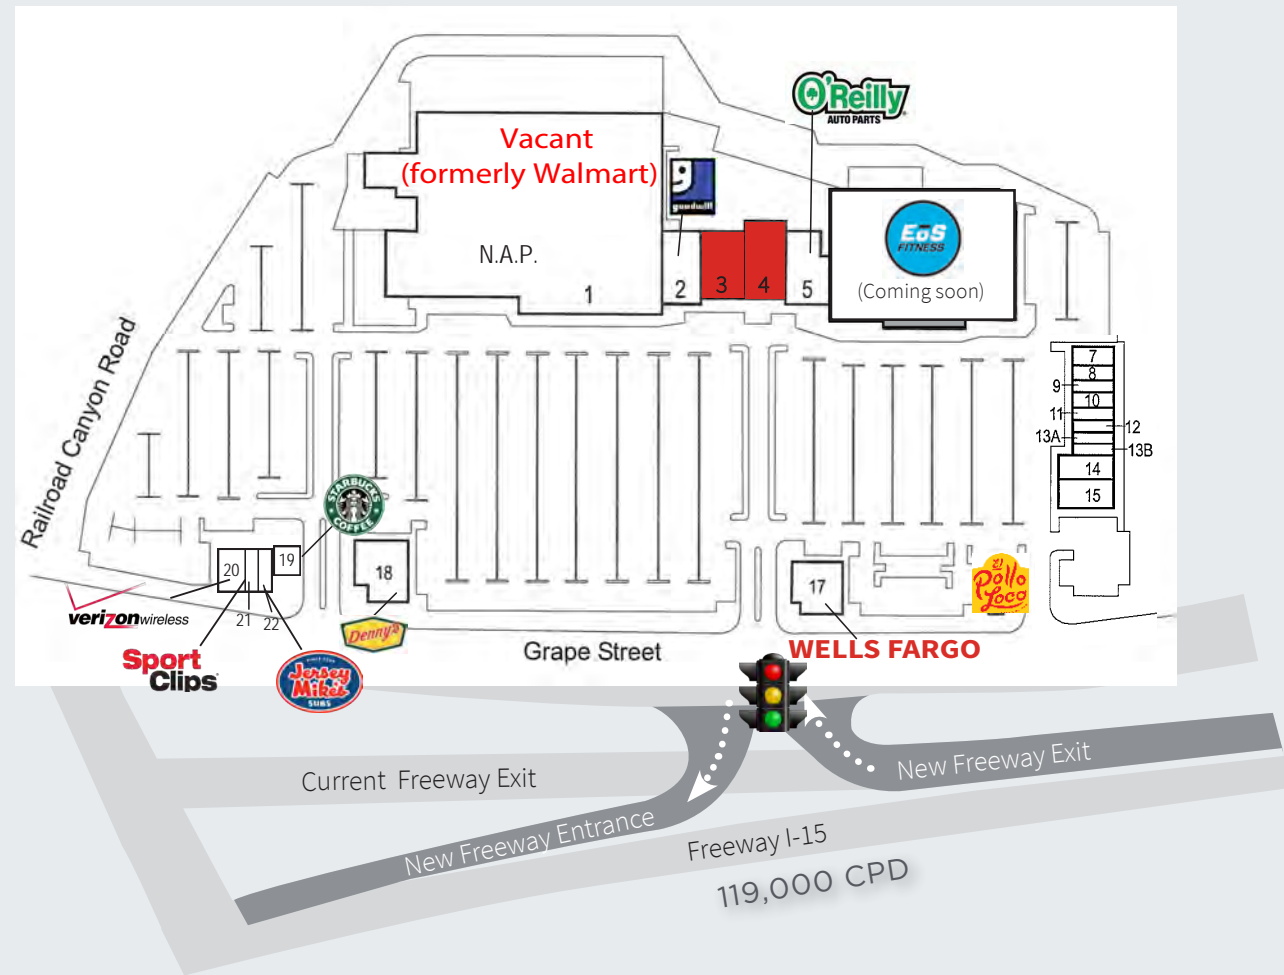 O'Reilly
AUTO PARTS
Vacant
(formerly Walmart)
goodwill
EōS
FITNESS
(Coming soon)
N.A.P.
1
2
3
4
5
Railroad Canyon Road
7
8
9
10
11
12
13A
13B
14
15
STARBUCKS
COFFEE
20
19
18
17
21
22
El
Pollo
Loco
verizonwireless
Denny's
Sport
Clips
SINCE 1956
Jersey
Mike's
SUBS
Grape Street
WELLS FARGO
Current Freeway Exit
New Freeway Exit
New Freeway Entrance
Freeway I-15
119,000 CPD